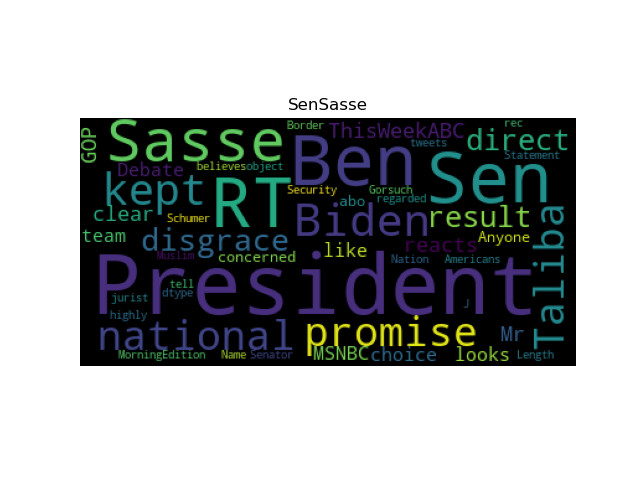 SenSasse
Border
rec
GOP
Sasse
ThisWeekABC
direct
tweets
Debate
believes
object
Ben
Sen
Statement
kept
RT
Security
Gorsuch
regarded
abo
clear
Schumer
Biden
result
Taliba
team
disgrace
like
reacts
Anyone
Muslim
concerned
Nation
Americans
President
tell
dtype
jurist
highly
J
national
promise
Mr
MorningEdition
Name
Senator
MSNBC
choice
looks
Length